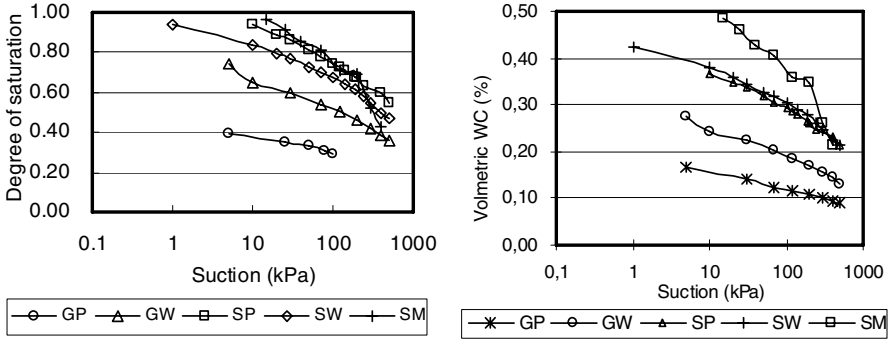 Degree of saturation
1.00
0.80
0.60
0.40
0.20
0.00
0.1 1 10 100 1000
Suction (kPa)
GP GW SP SW SM
Volmetric WC (%)
0,50
0,40
0,30
0,20
0,10
0,00
0,1 1 10 100 1000
Suction (kPa)
GP GW SP SW SM